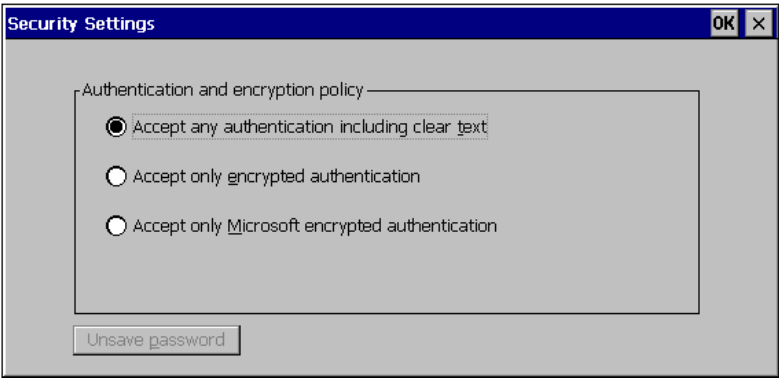 Security Settings OK ×
Authentication and encryption policy
Accept any authentication including clear text
Accept only encrypted authentication
Accept only Microsoft encrypted authentication
Unsave password